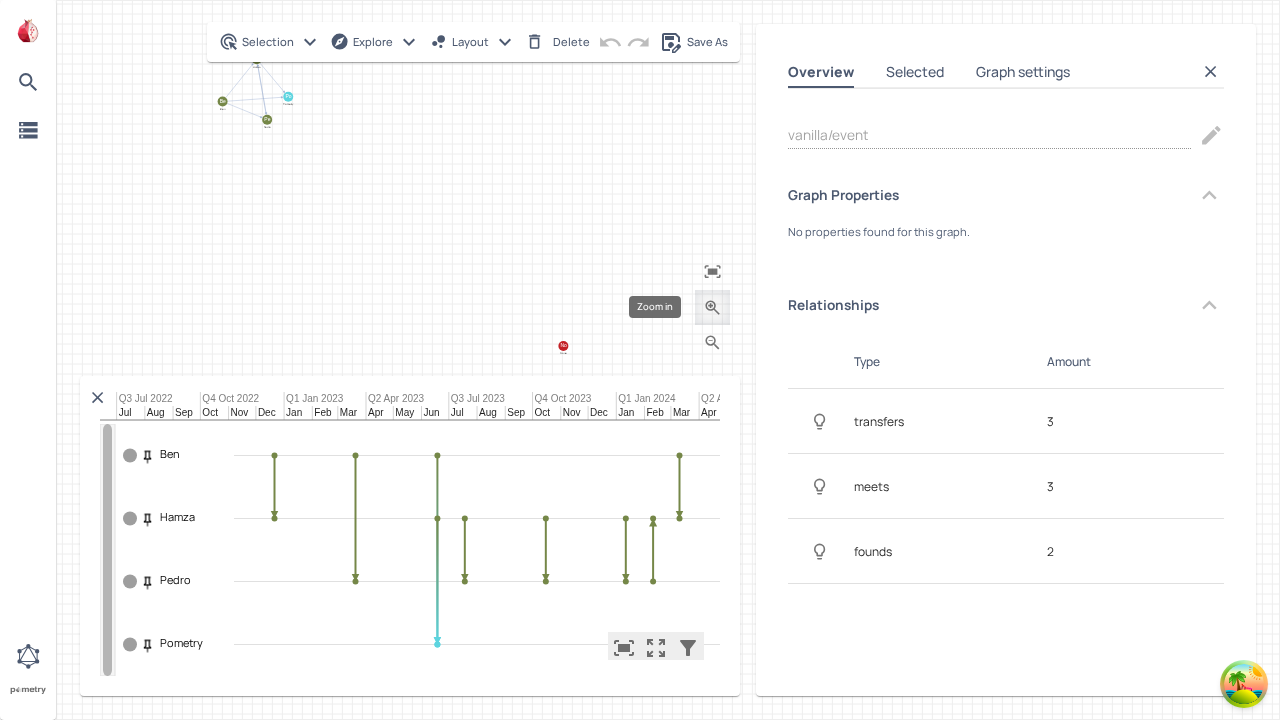 Selection
Explore
Layout
Delete
Save As
Zoom in
Q3 Jul 2022 Q4 Oct 2022 Q1 Jan 2023 Q2 Apr 2023 Q3 Jul 2023 Q4 Oct 2023 Q1 Jan 2024 Q2 A
Jul Aug Sep Oct Nov Dec Jan Feb Mar Apr May Jun Jul Aug Sep Oct Nov Dec Jan Feb Mar Apr
Ben
Hamza
Pedro
Pometry
pometry
Overview Selected Graph settings
vanilla/event
Graph Properties
No properties found for this graph.
Relationships
Type Amount
transfers 3
meets 3
founds 2